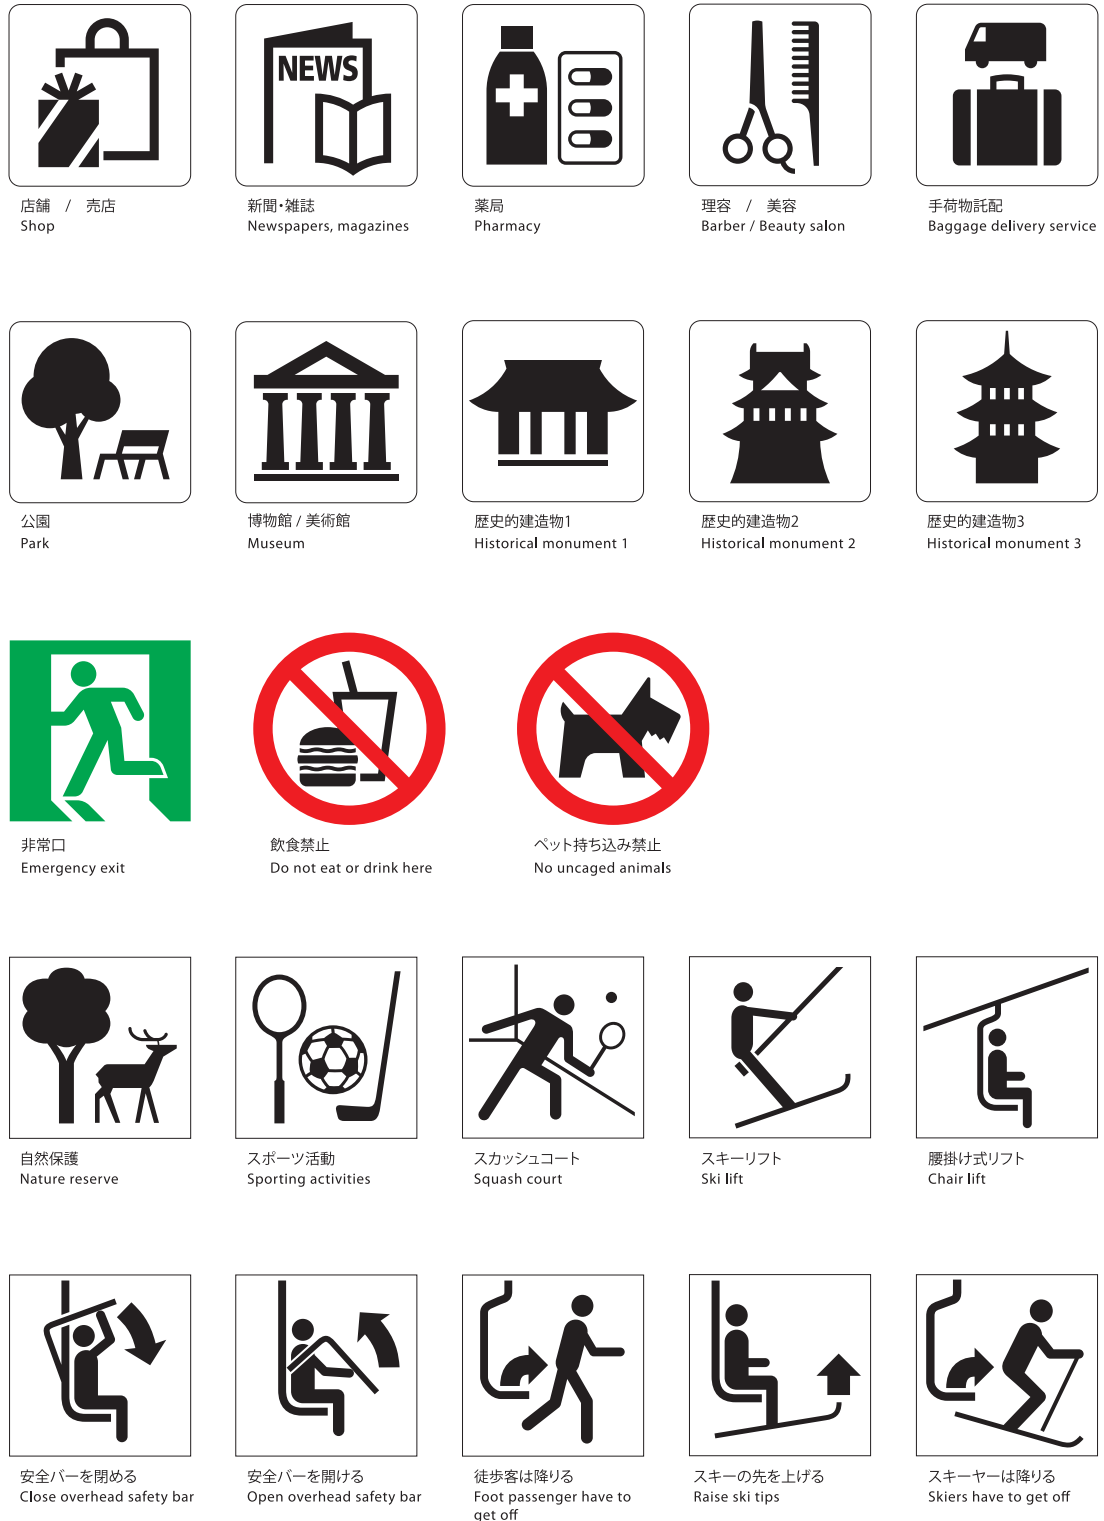 NEWS
店舗 / 売店
Shop
新聞・雑誌
Newspapers, magazines
薬局
Pharmacy
理容 / 美容
Barber / Beauty salon
手荷物託配
Baggage delivery service
公園
Park
博物館 / 美術館
Museum
歴史的建造物1
Historical monument 1
歴史的建造物2
Historical monument 2
歴史的建造物3
Historical monument 3
非常口
Emergency exit
飲食禁止
Do not eat or drink here
ペット持ち込み禁止
No uncaged animals
自然保護
Nature reserve
スポーツ活動
Sporting activities
スカッシュコート
Squash court
スキーリフト
Ski lift
腰掛け式リフト
Chair lift
安全バーを閉める
Close overhead safety bar
安全バーを開ける
Open overhead safety bar
徒歩客は降りる
Foot passenger have to
get off
スキーの先を上げる
Raise ski tips
スキーヤーは降りる
Skiers have to get off